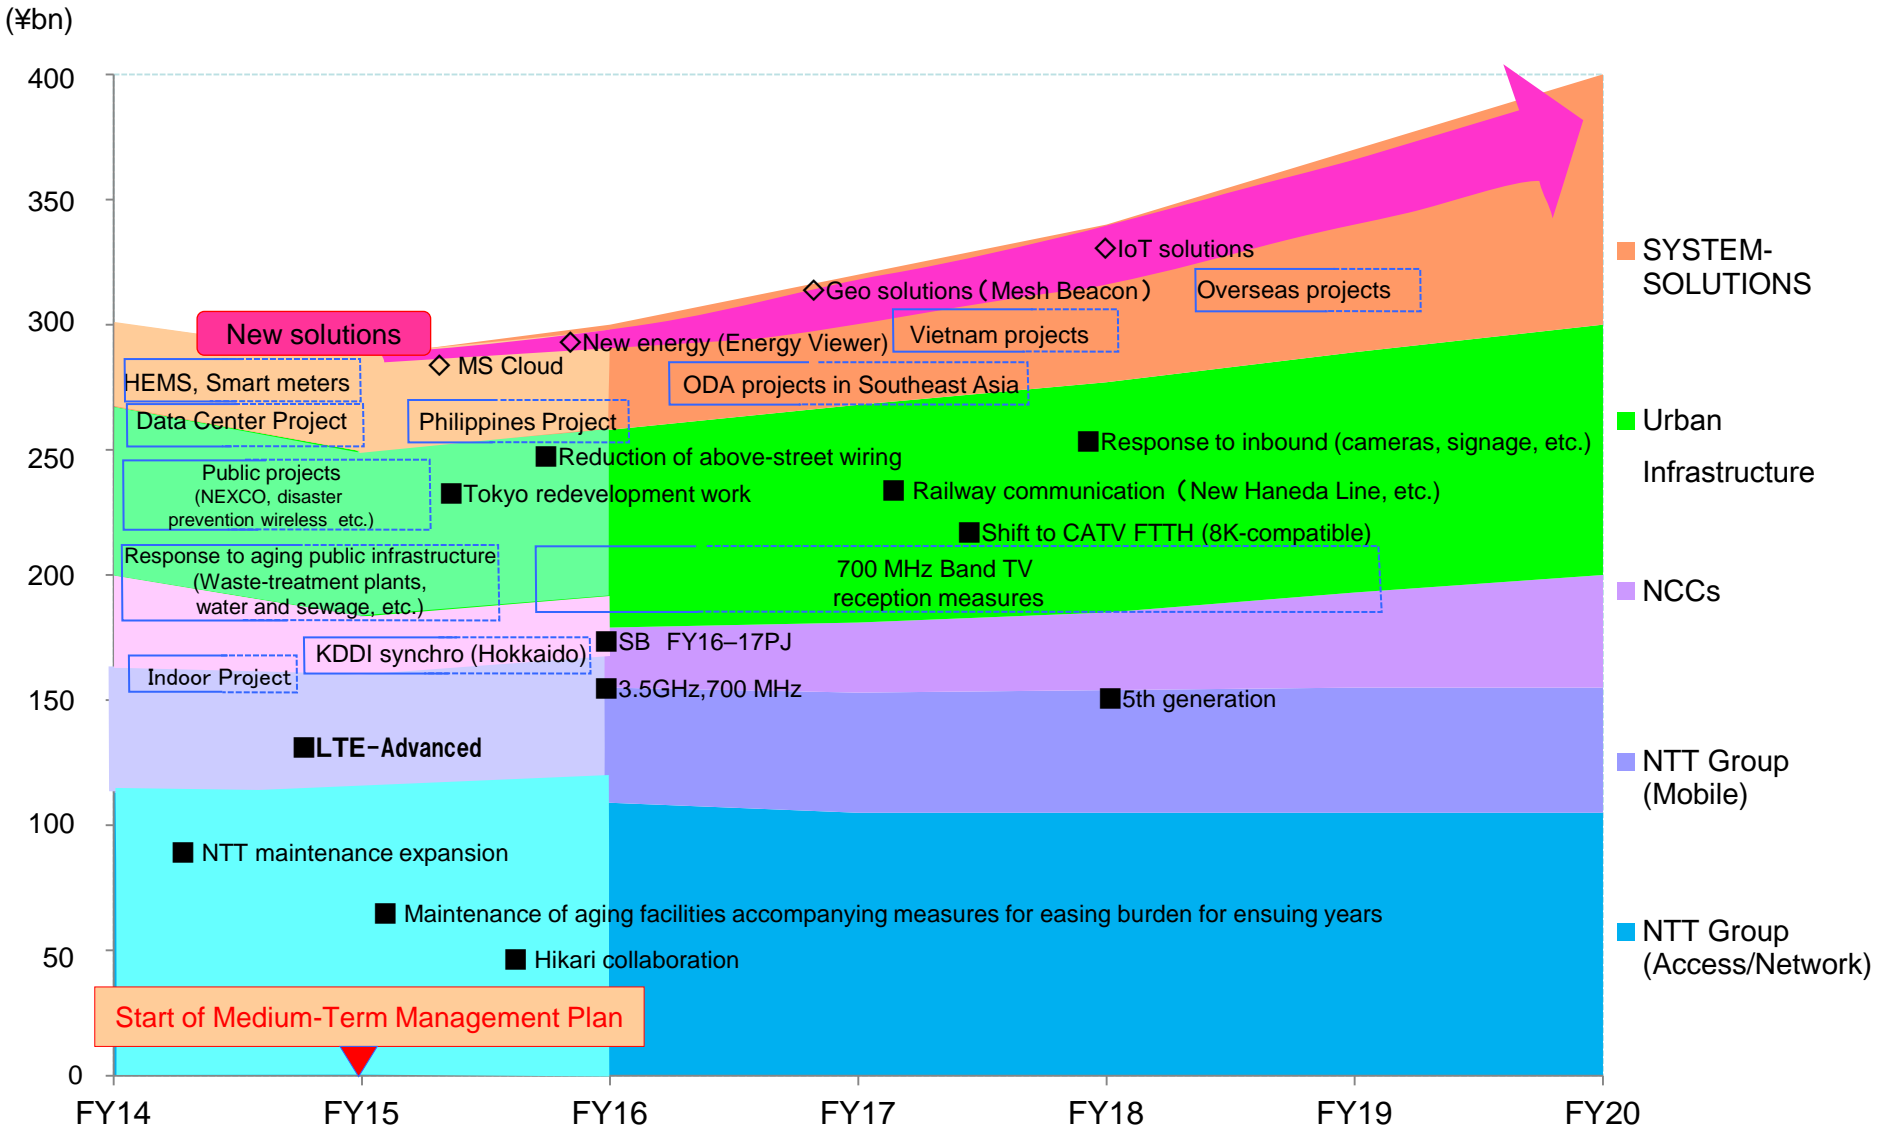 (¥bn)
400
350
300
250
200
150
100
50
0
FY14
FY15
FY16
FY17
FY18
FY19
FY20
New solutions
MS Cloud
New energy (Energy Viewer)
Geo solutions（Mesh Beacon）
IoT solutions
HEMS, Smart meters
Data Center Project
Philippines Project
ODA projects in Southeast Asia
Vietnam projects
Overseas projects
Public projects
(NEXCO, disaster
prevention wireless etc.)
Reduction of above-street wiring
Tokyo redevelopment work
Response to inbound (cameras, signage, etc.)
Railway communication（New Haneda Line, etc.)
Shift to CATV FTTH (8K-compatible)
Response to aging public infrastructure
(Waste-treatment plants,
water and sewage, etc.)
700 MHz Band TV
reception measures
KDDI synchro (Hokkaido)
SB FY16–17PJ
Indoor Project
3.5GHz,700 MHz
5th generation
LTE-Advanced
NTT maintenance expansion
Maintenance of aging facilities accompanying measures for easing burden for ensuing years
Hikari collaboration
Start of Medium-Term Management Plan
SYSTEM-
SOLUTIONS
Urban
Infrastructure
NCCs
NTT Group
(Mobile)
NTT Group
(Access/Network)